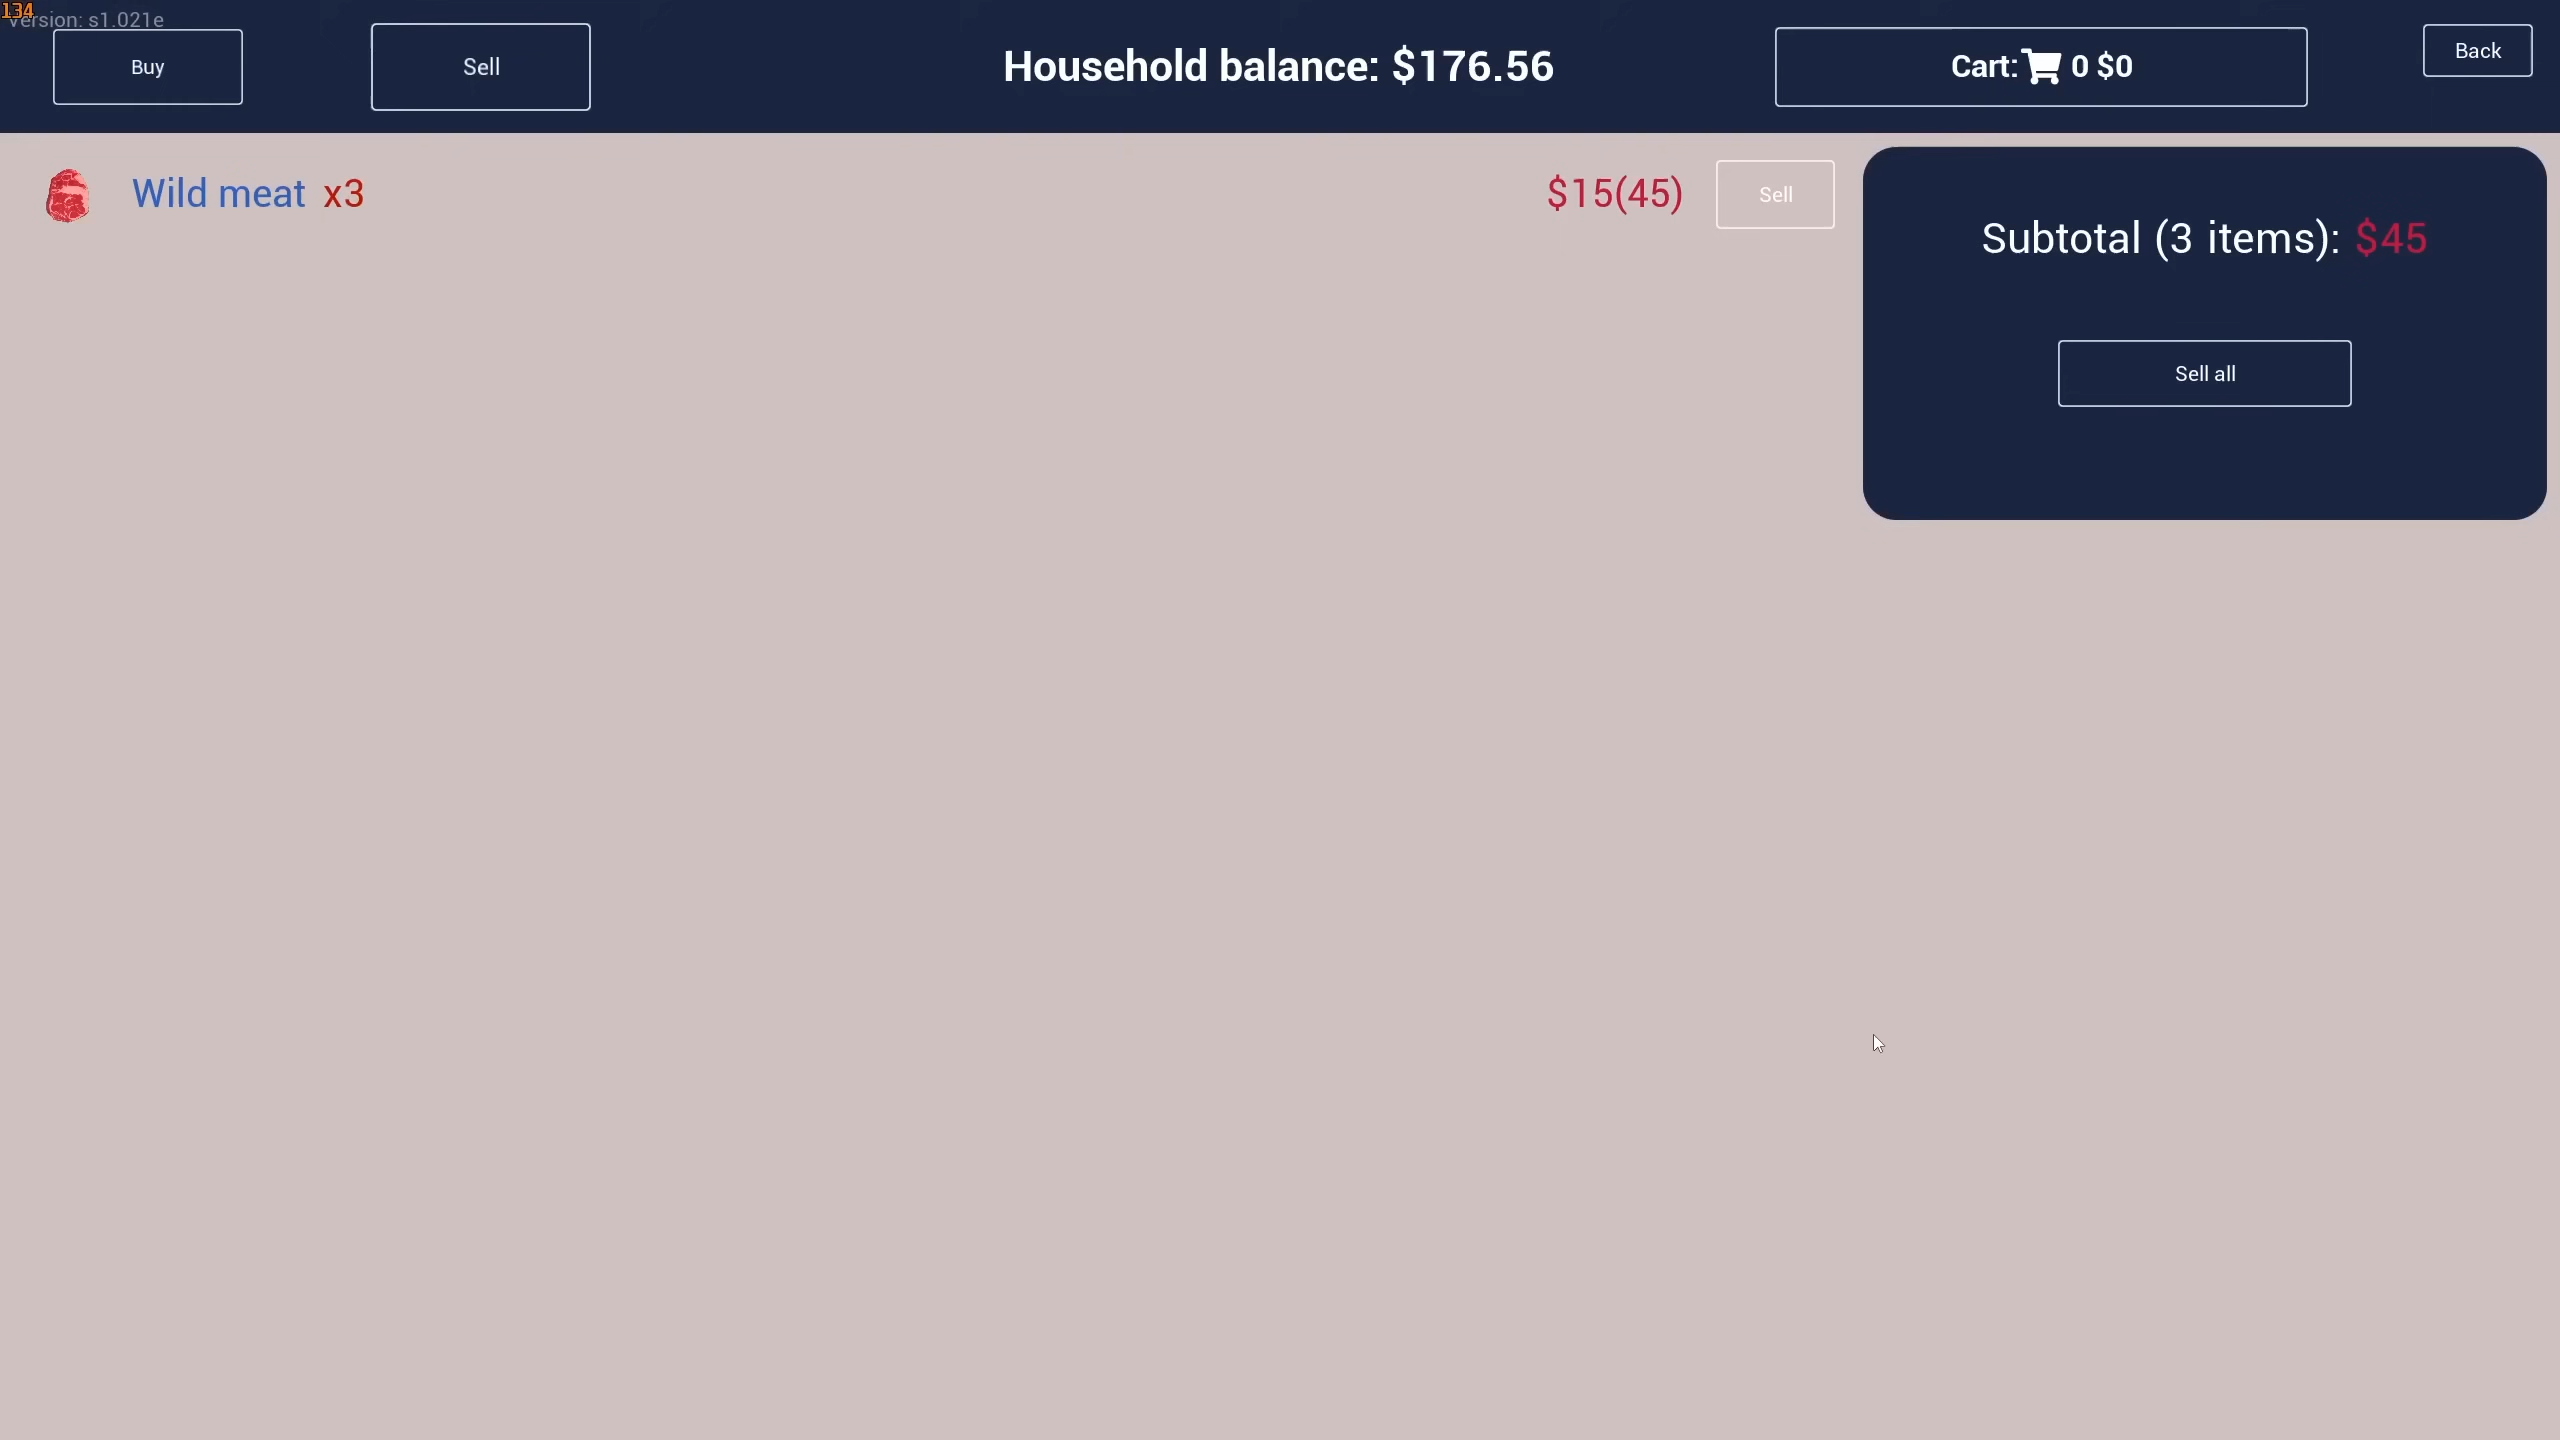 134
Version: s1.021e
Buy
Sell
Household balance: $176.56
Cart: 0 $0
Back
Wild meat x3
$15(45)
Sell
Subtotal (3 items): $45
Sell all